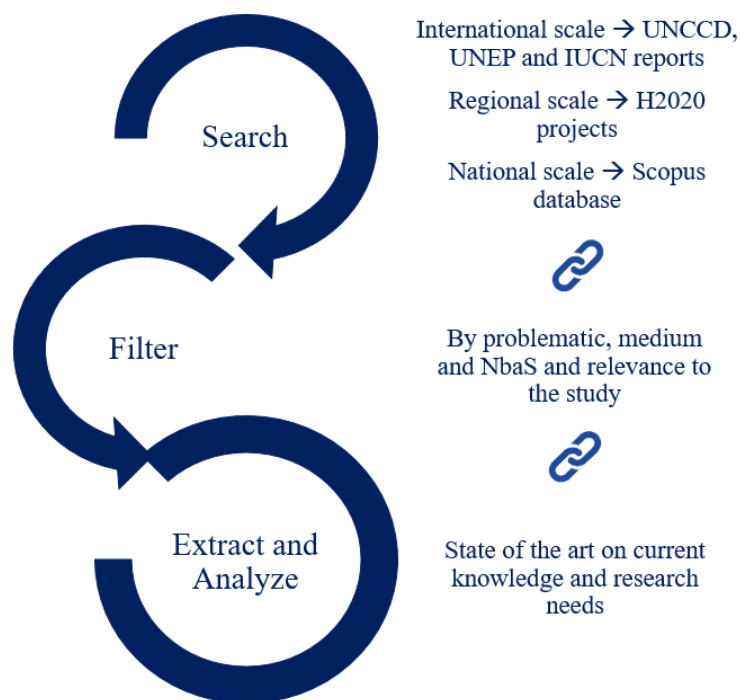 International scale → UNCCD,
UNEP and IUCN reports
Regional scale → H2020
projects
National scale → Scopus
database
Search
By problematic, medium
and NbaS and relevance to
the study
Filter
State of the art on current
knowledge and research
needs
Extract and
Analyze